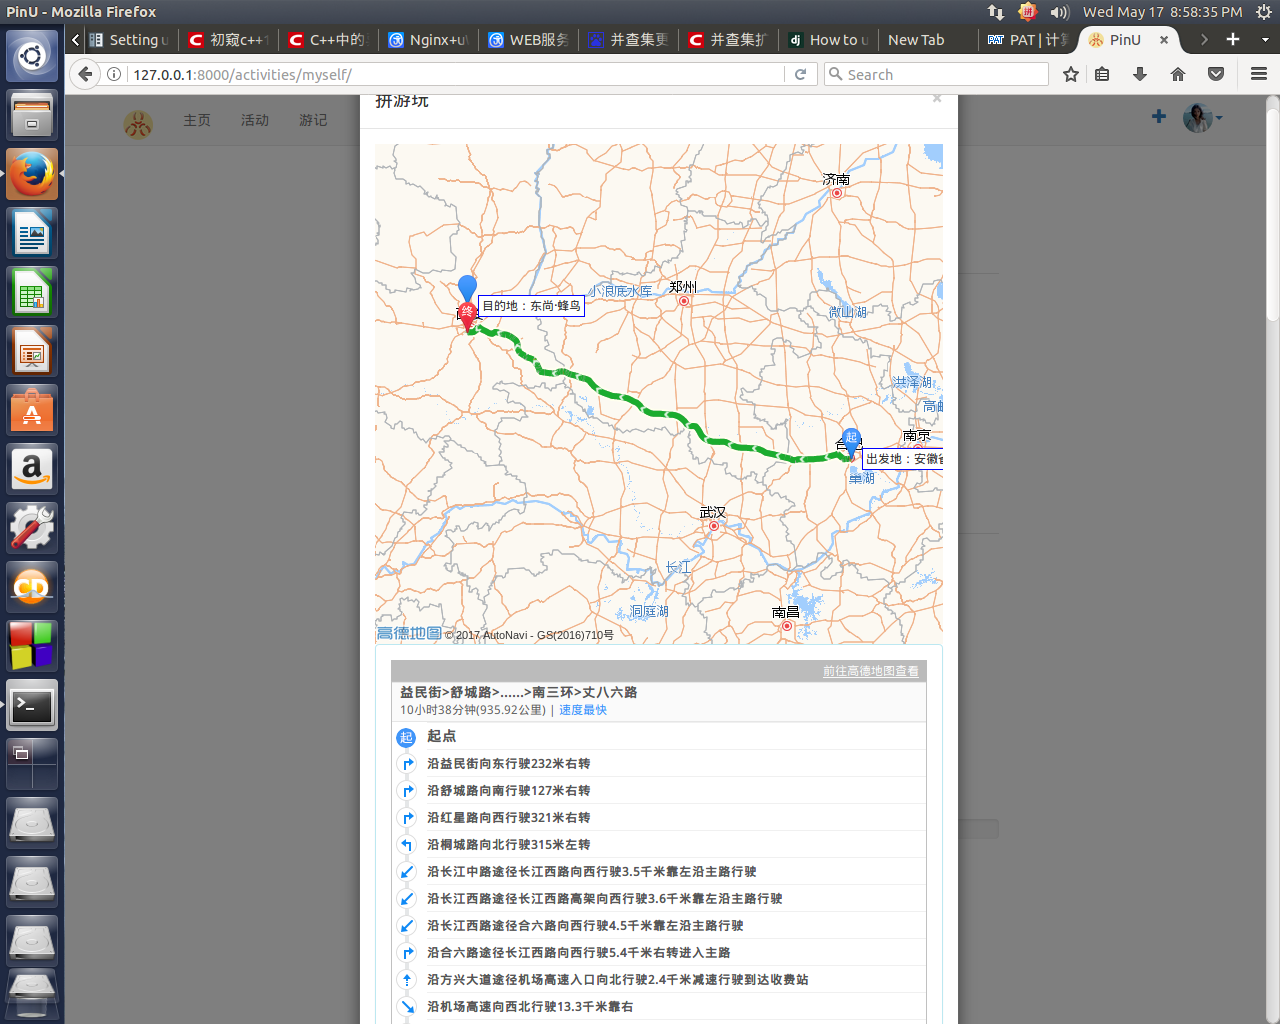 PinU - Mozilla Firefox
拼
Wed May 17 8:58:35 PM
Setting u
初窥c++1
C++中的
Nginx+u
WEB服务
并查集更
并查集扩
How to u
New Tab
PAT | 计算
PinU
127.0.0.1:8000/activities/myself/
Search
拼游玩
主页 活动 游记
济南
小浪底水库
郑州
目的地：东尚·蜂鸟
终
微山湖
洪泽湖
高邮
起
南京
出发地：安徽省
巢湖
武汉
长江
洞庭湖
南昌
高德地图 © 2017 AutoNavi - GS(2016)710号
前往高德地图查看
益民街>舒城路>......>南三环>丈八六路
10小时38分钟(935.92公里) | 速度最快
起 起点
沿益民街向东行驶232米右转
沿舒城路向南行驶127米右转
沿红星路向西行驶321米右转
沿桐城路向北行驶315米左转
沿长江中路途径长江西路向西行驶3.5千米靠左沿主路行驶
沿长江西路途径长江西路高架向西行驶3.6千米靠左沿主路行驶
沿长江西路途径合六路向西行驶4.5千米靠左沿主路行驶
沿合六路途径长江西路向西行驶5.4千米右转进入主路
沿方兴大道途径机场高速入口向北行驶2.4千米减速行驶到达收费站
沿机场高速向西北行驶13.3千米靠右